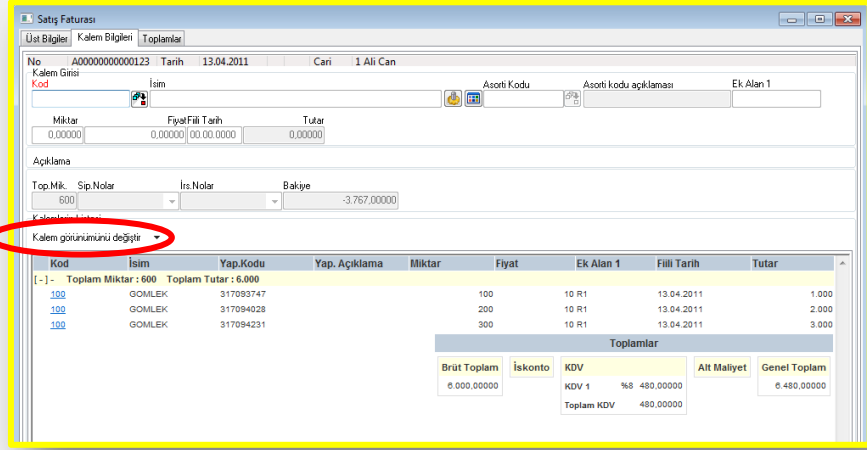 Satış Faturası
Üst Bilgiler Kalem Bilgileri Toplamlar
No A00000000000123 Tarih 13.04.2011 Cari 1 Ali Can
Kalem Girisi
Kod İsim Asorti Kodu Asorti kodu açıklaması Ek Alan 1
Miktar Fiyat Fiili Tarih Tutar
0,00000 0,00000 00.00.0000 0,00000
Açıklama
Top.Mik. Sip.Nolar İrs.Nolar Bakiye
600 -3.767,00000
Kalemlerin Listesi
Kalem görünümünü değiştir
Kod İsim Yap.Kodu Yap. Açıklama Miktar Fiyat Ek Alan 1 Fiili Tarih Tutar
[-]- Toplam Miktar : 600 Toplam Tutar : 6.000
100 GOMLEK 317093747 100 10 R1 13.04.2011 1.000
100 GOMLEK 317094028 200 10 R1 13.04.2011 2.000
100 GOMLEK 317094231 300 10 R1 13.04.2011 3.000
Toplamlar
Brüt Toplam İskonto KDV Alt Maliyet Genel Toplam
6.000,00000 KDV 1 %8 480,00000 6.480,00000
Toplam KDV 480,00000